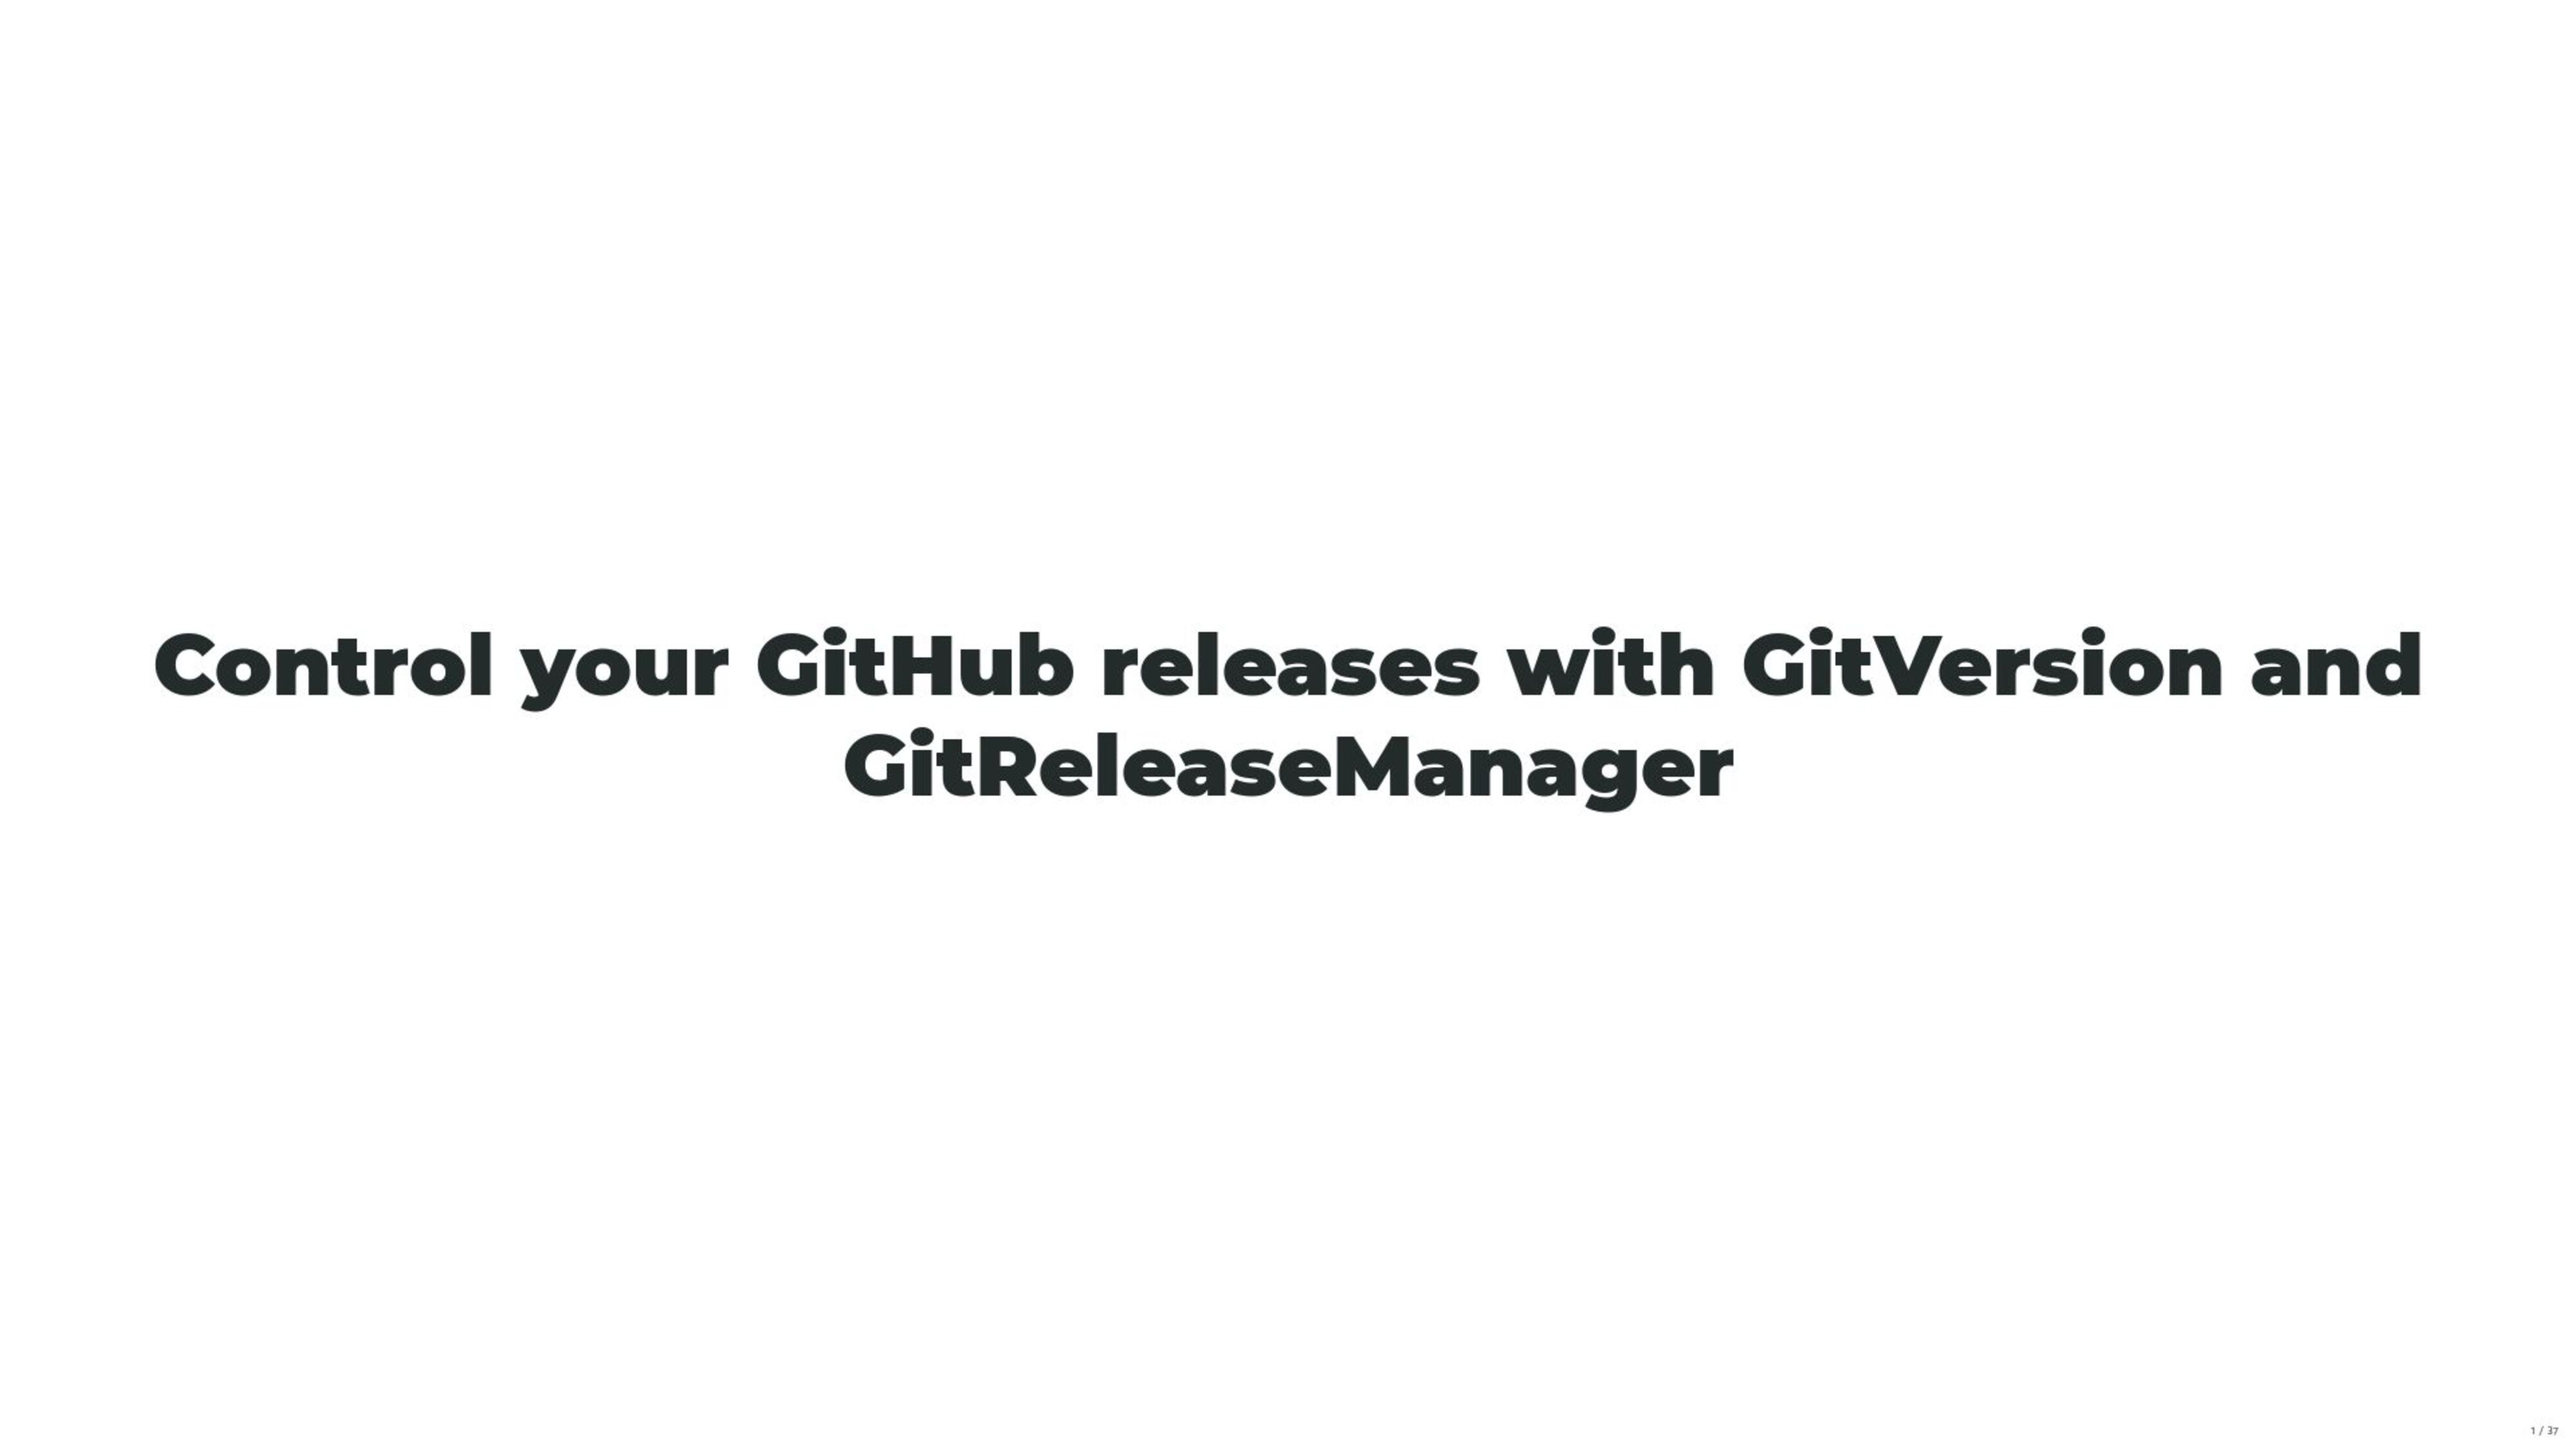 Control your GitHub releases with GitVersion and
GitReleaseManager
1 / 37